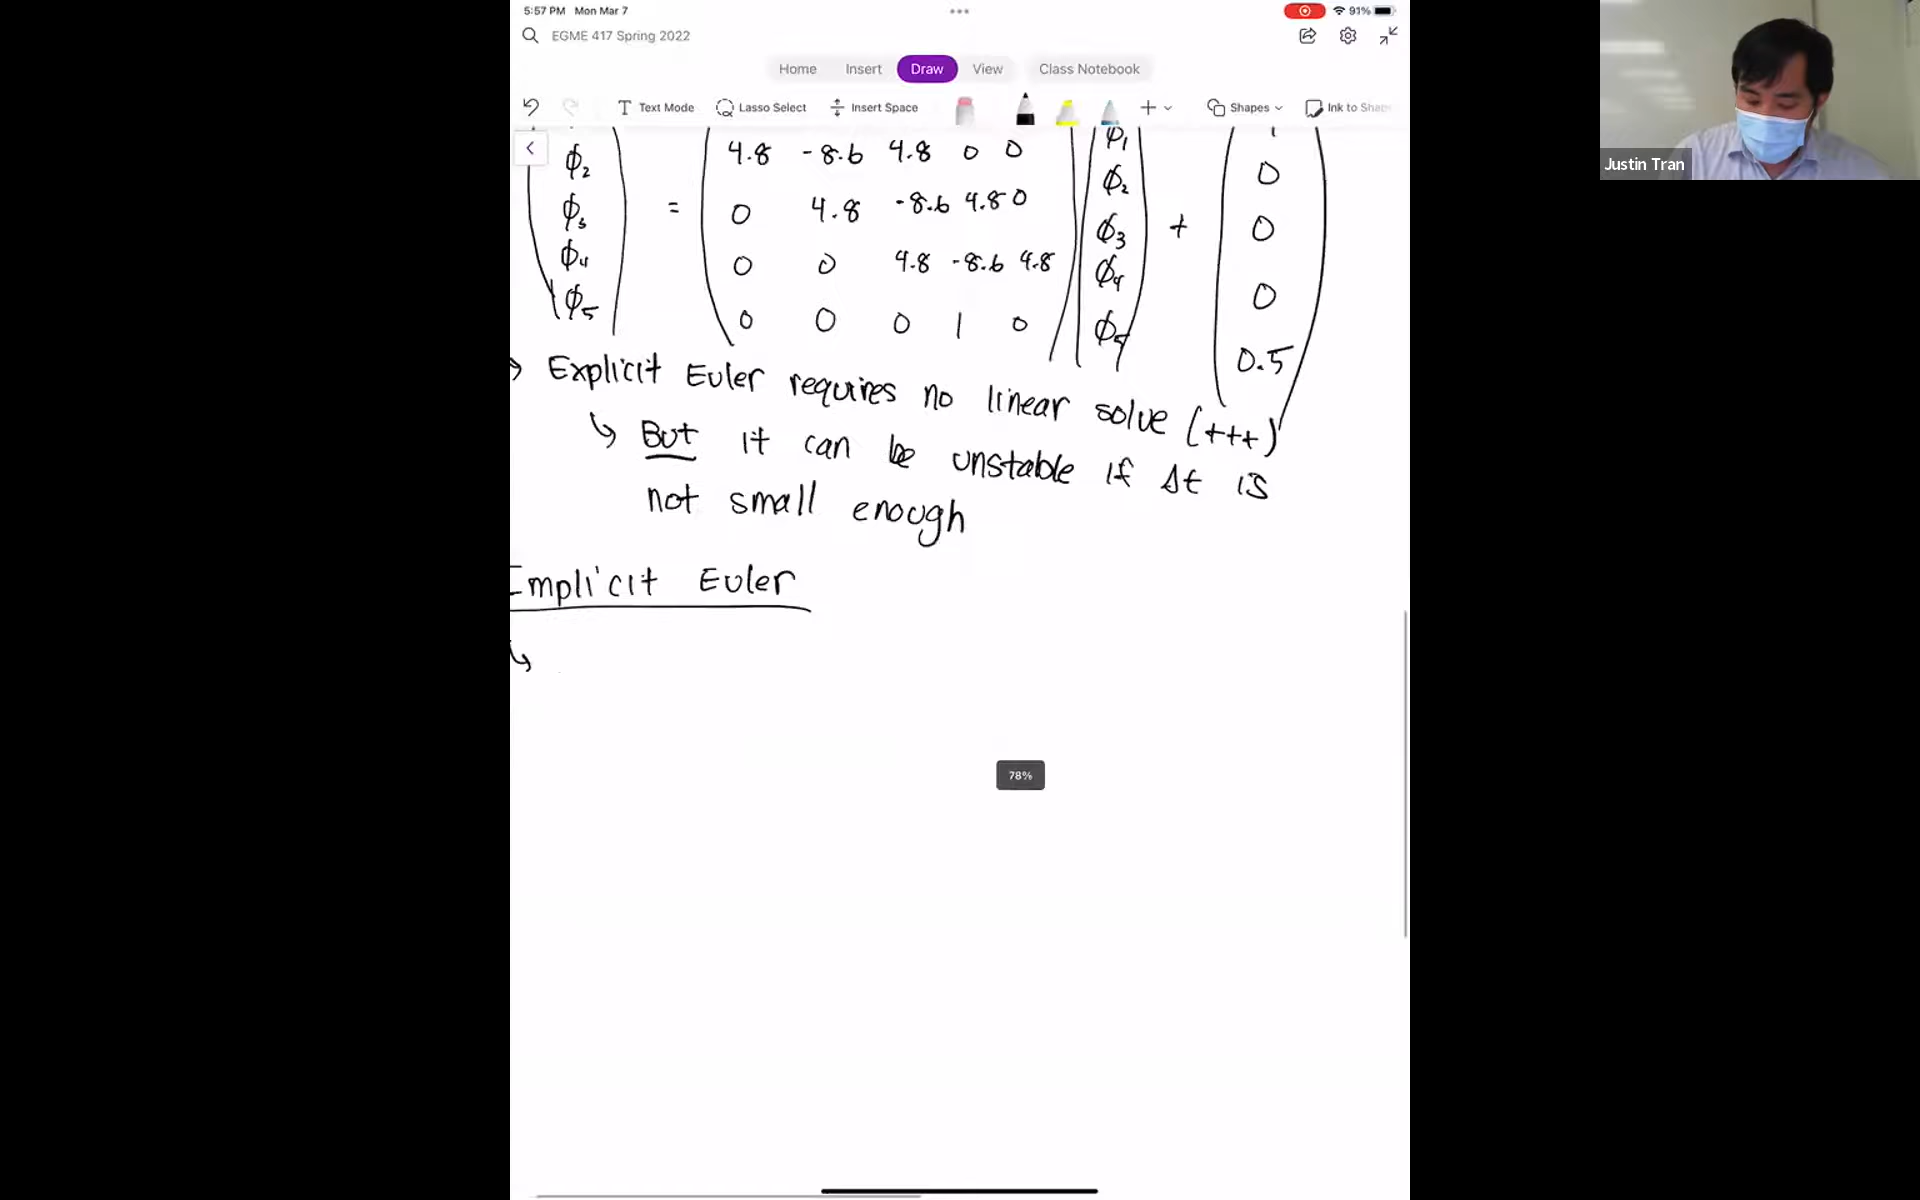 5:57 PM Mon Mar 7
91%
EGME 417 Spring 2022
Home Insert Draw View Class Notebook
Text Mode Lasso Select Insert Space Shapes Ink to Shape
ϕ₁ 1
ϕ₂ 4.8 -8.6 4.8 0 0 ϕ₂ 0
ϕ₃ = 0 4.8 -8.6 4.8 0 ϕ₃ + 0
ϕ₄ 0 0 4.8 -8.6 4.8 ϕ₄ 0
ϕ₅ 0 0 0 1 0 ϕ₅ 0.5
Explicit Euler requires no linear solve (+++)
↳ But it can be unstable if Δt is
not small enough
Implicit Euler
↳
78%
Justin Tran